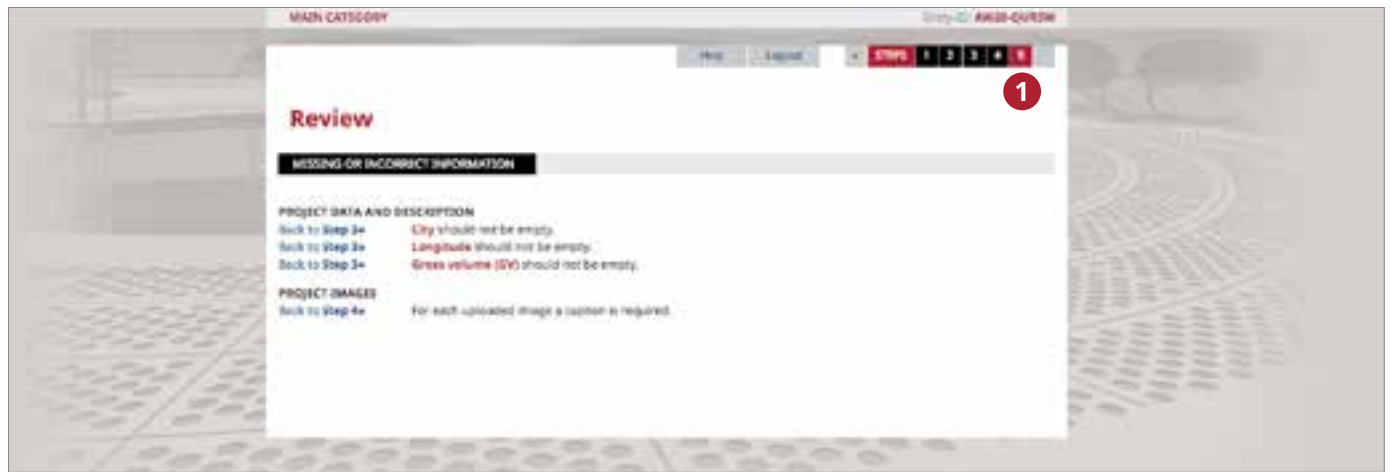 MAIN CATEGORY
Entry-ID:
Help Logout « STEPS 1 2 3 4 5
1
Review
MISSING OR INCORRECT INFORMATION
PROJECT DATA AND DESCRIPTION
Back to Step 3» City should not be empty.
Back to Step 3» Longitude should not be empty.
Back to Step 3» Gross volume (GV) should not be empty.
PROJECT IMAGES
Back to Step 4» For each uploaded image a caption is required.